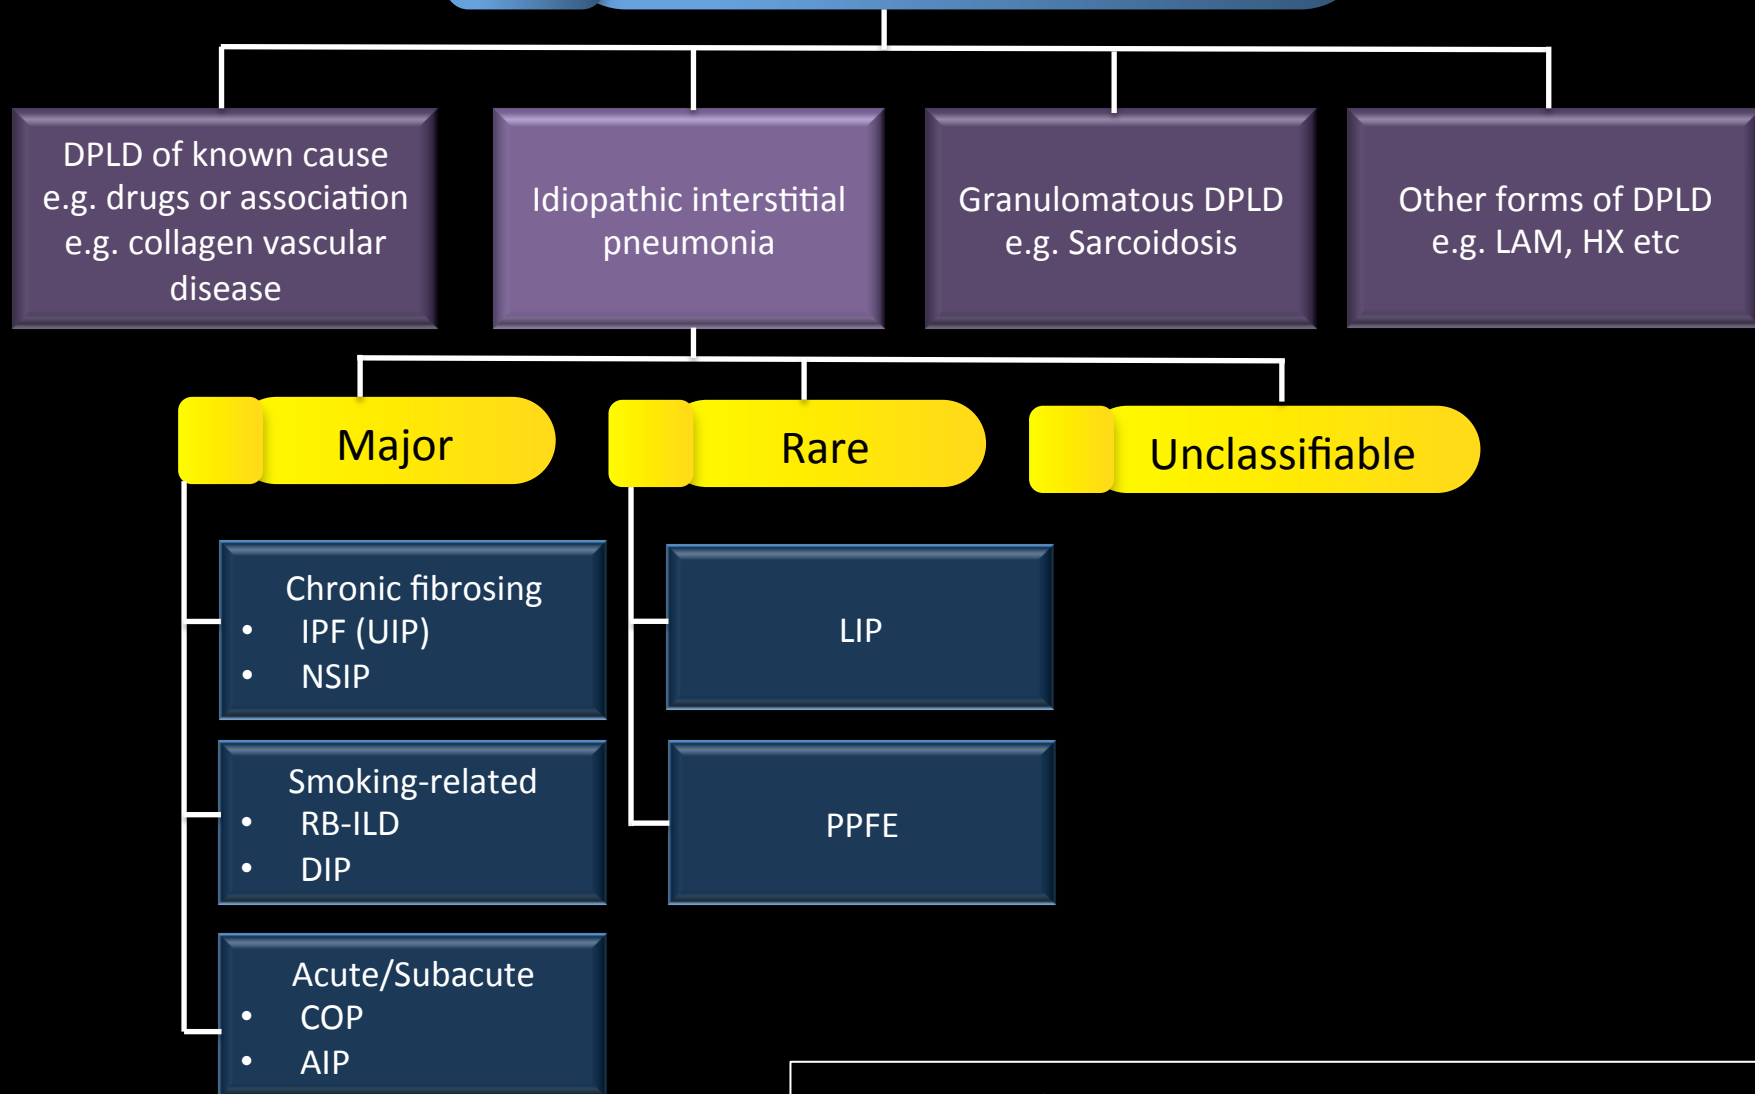 DPLD of known cause
e.g. drugs or association
e.g. collagen vascular
disease
Idiopathic interstitial
pneumonia
Granulomatous DPLD
e.g. Sarcoidosis
Other forms of DPLD
e.g. LAM, HX etc
Major
Rare
Unclassifiable
Chronic fibrosing
• IPF (UIP)
• NSIP
Smoking-related
• RB-ILD
• DIP
Acute/Subacute
• COP
• AIP
LIP
PPFE